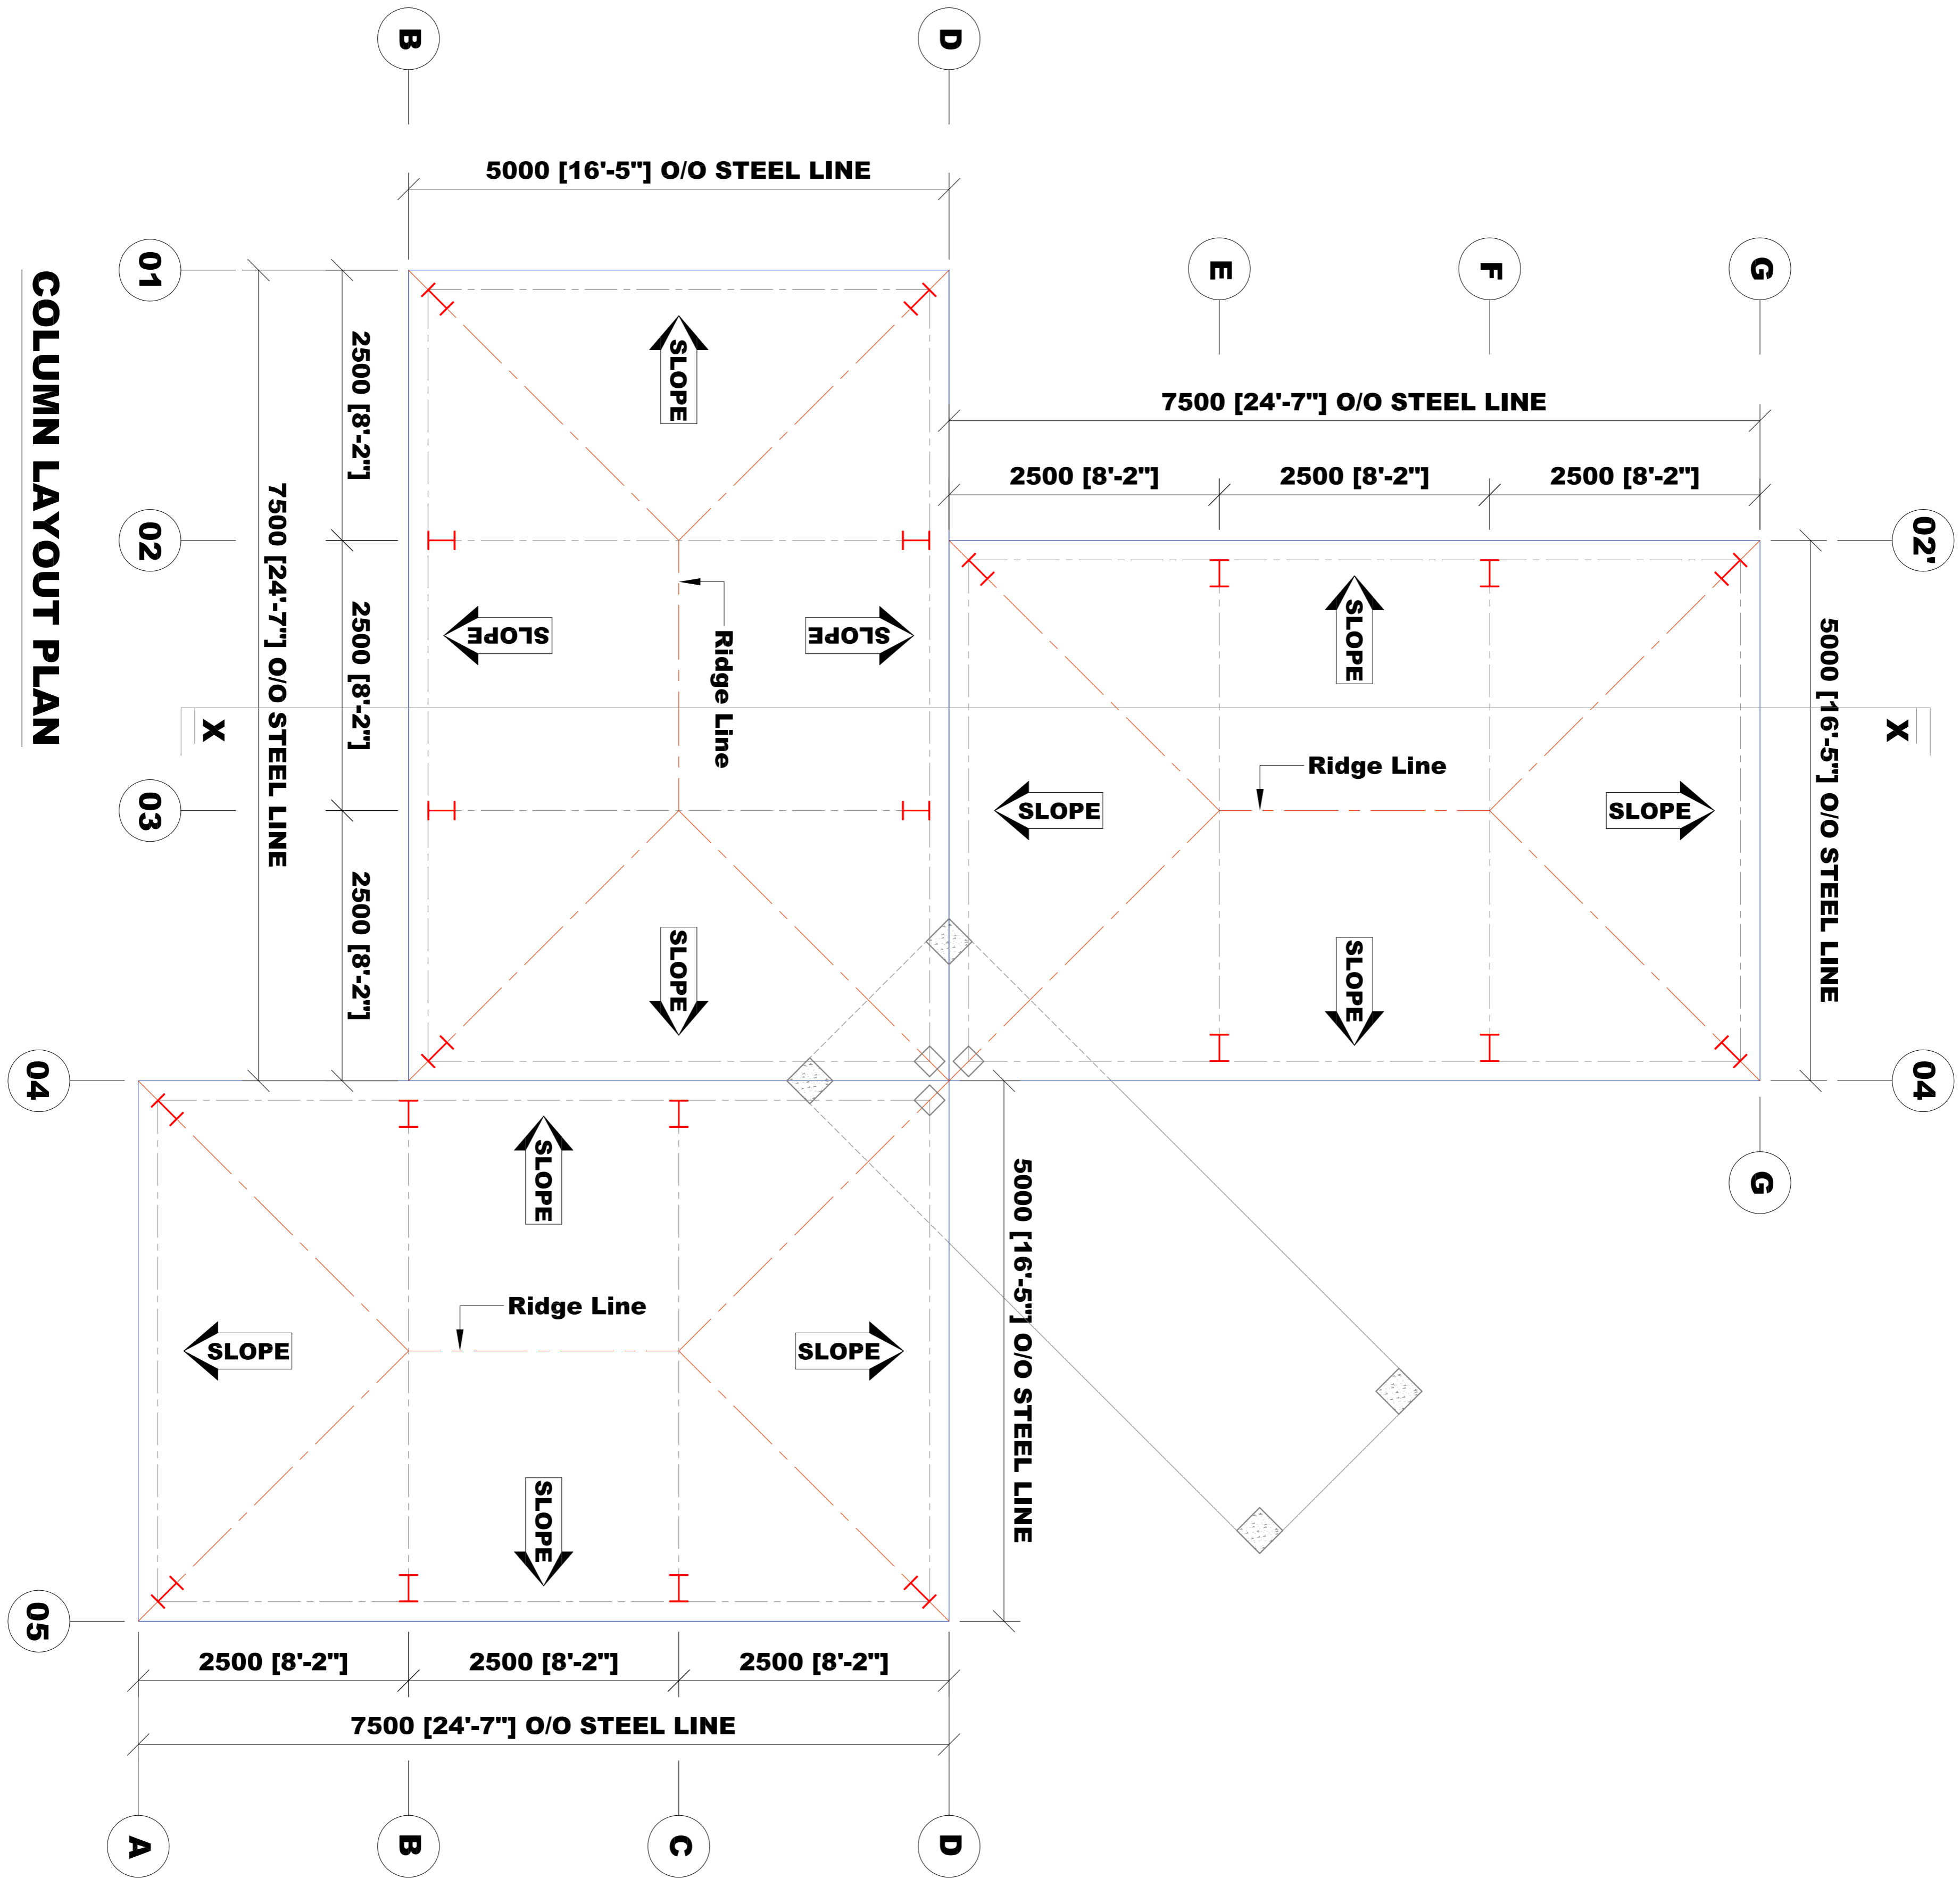 B
D
5000 [16'-5"] O/O STEEL LINE
01
E
F
G
COLUMN LAYOUT PLAN
2500 [8'-2"]
SLOPE
7500 [24'-7"] O/O STEEL LINE
2500 [8'-2"]
2500 [8'-2"]
2500 [8'-2"]
7500 [24'-7"] O/O STEEL LINE
02
02'
2500 [8'-2"]
SLOPE
SLOPE
Ridge Line
SLOPE
5000 [16'-5"] O/O STEEL LINE
X
X
Ridge Line
03
SLOPE
SLOPE
2500 [8'-2"]
SLOPE
SLOPE
04
04
SLOPE
5000 [16'-5"] O/O STEEL LINE
G
Ridge Line
SLOPE
SLOPE
SLOPE
05
2500 [8'-2"]
2500 [8'-2"]
2500 [8'-2"]
7500 [24'-7"] O/O STEEL LINE
A
B
C
D